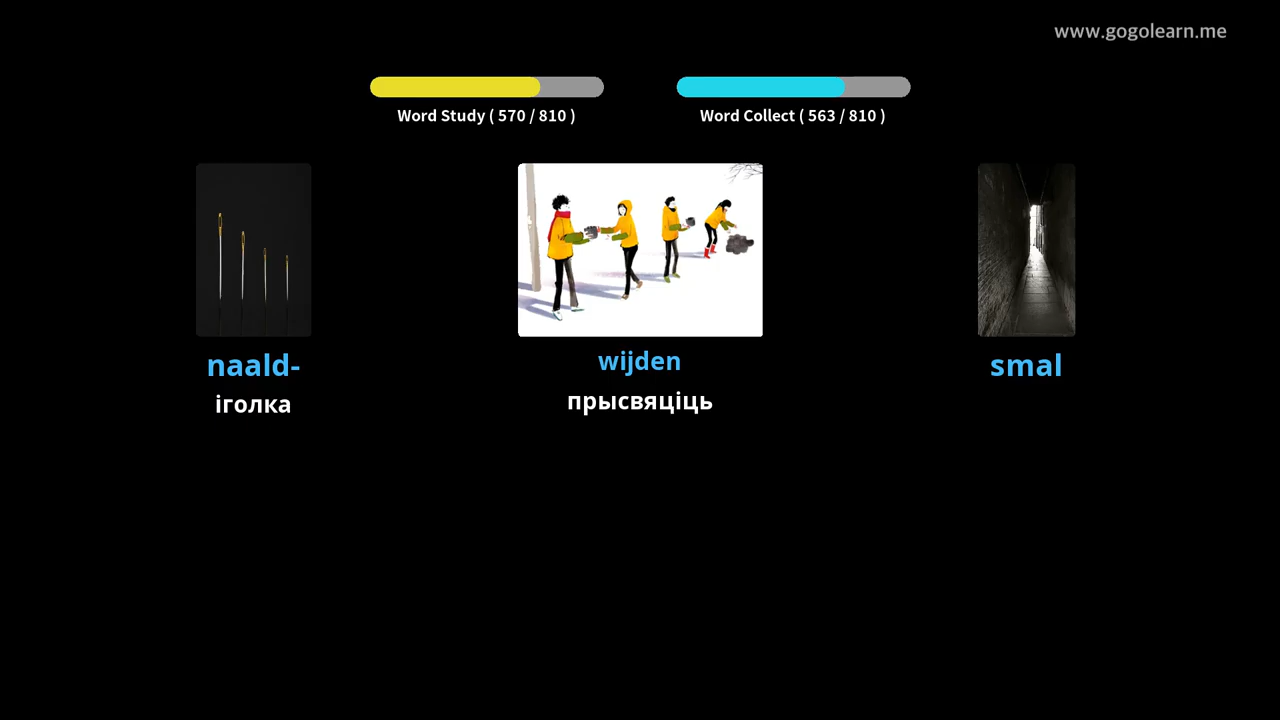 www.gogolearn.me
Word Study ( 570 / 810 )
Word Collect ( 563 / 810 )
naald-
іголка
wijden
прысвяціць
smal